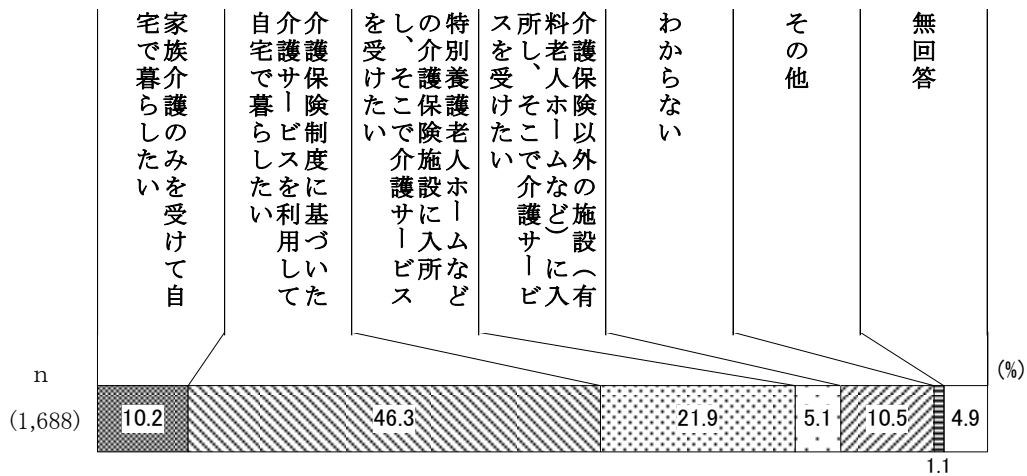 家族介護のみを受けて自
宅で暮らしたい
介護保険制度に基づいた
介護サービスを利用して
自宅で暮らしたい
特別養護老人ホームなど
の介護保険施設に入所
し、そこで介護サービス
を受けたい
介護保険以外の施設（有
料老人ホームなど）に入
所し、そこで介護サービ
スを受けたい
わからない
その他
無回答
(%)
n
(1,688)
10.2
46.3
21.9
5.1
10.5
1.1
4.9